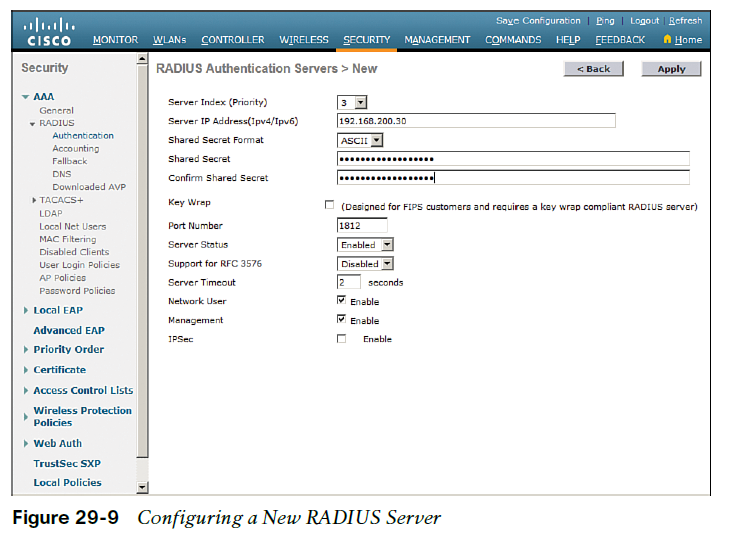 Save Configuration | Ping | Logout | Refresh
CISCO MONITOR WLANs CONTROLLER WIRELESS SECURITY MANAGEMENT COMMANDS HELP FEEDBACK Home
Security
AAA
General
RADIUS
Authentication
Accounting
Fallback
DNS
Downloaded AVP
TACACS+
LDAP
Local Net Users
MAC Filtering
Disabled Clients
User Login Policies
AP Policies
Password Policies
Local EAP
Advanced EAP
Priority Order
Certificate
Access Control Lists
Wireless Protection
Policies
Web Auth
TrustSec SXP
Local Policies
RADIUS Authentication Servers > New
< Back Apply
Server Index (Priority) 3
Server IP Address(Ipv4/Ipv6) 192.168.200.30
Shared Secret Format ASCII
Shared Secret ••••••••••••••••••
Confirm Shared Secret ••••••••••••••••••
Key Wrap (Designed for FIPS customers and requires a key wrap compliant RADIUS server)
Port Number 1812
Server Status Enabled
Support for RFC 3576 Disabled
Server Timeout 2 seconds
Network User Enable
Management Enable
IPSec Enable
Figure 29-9 Configuring a New RADIUS Server